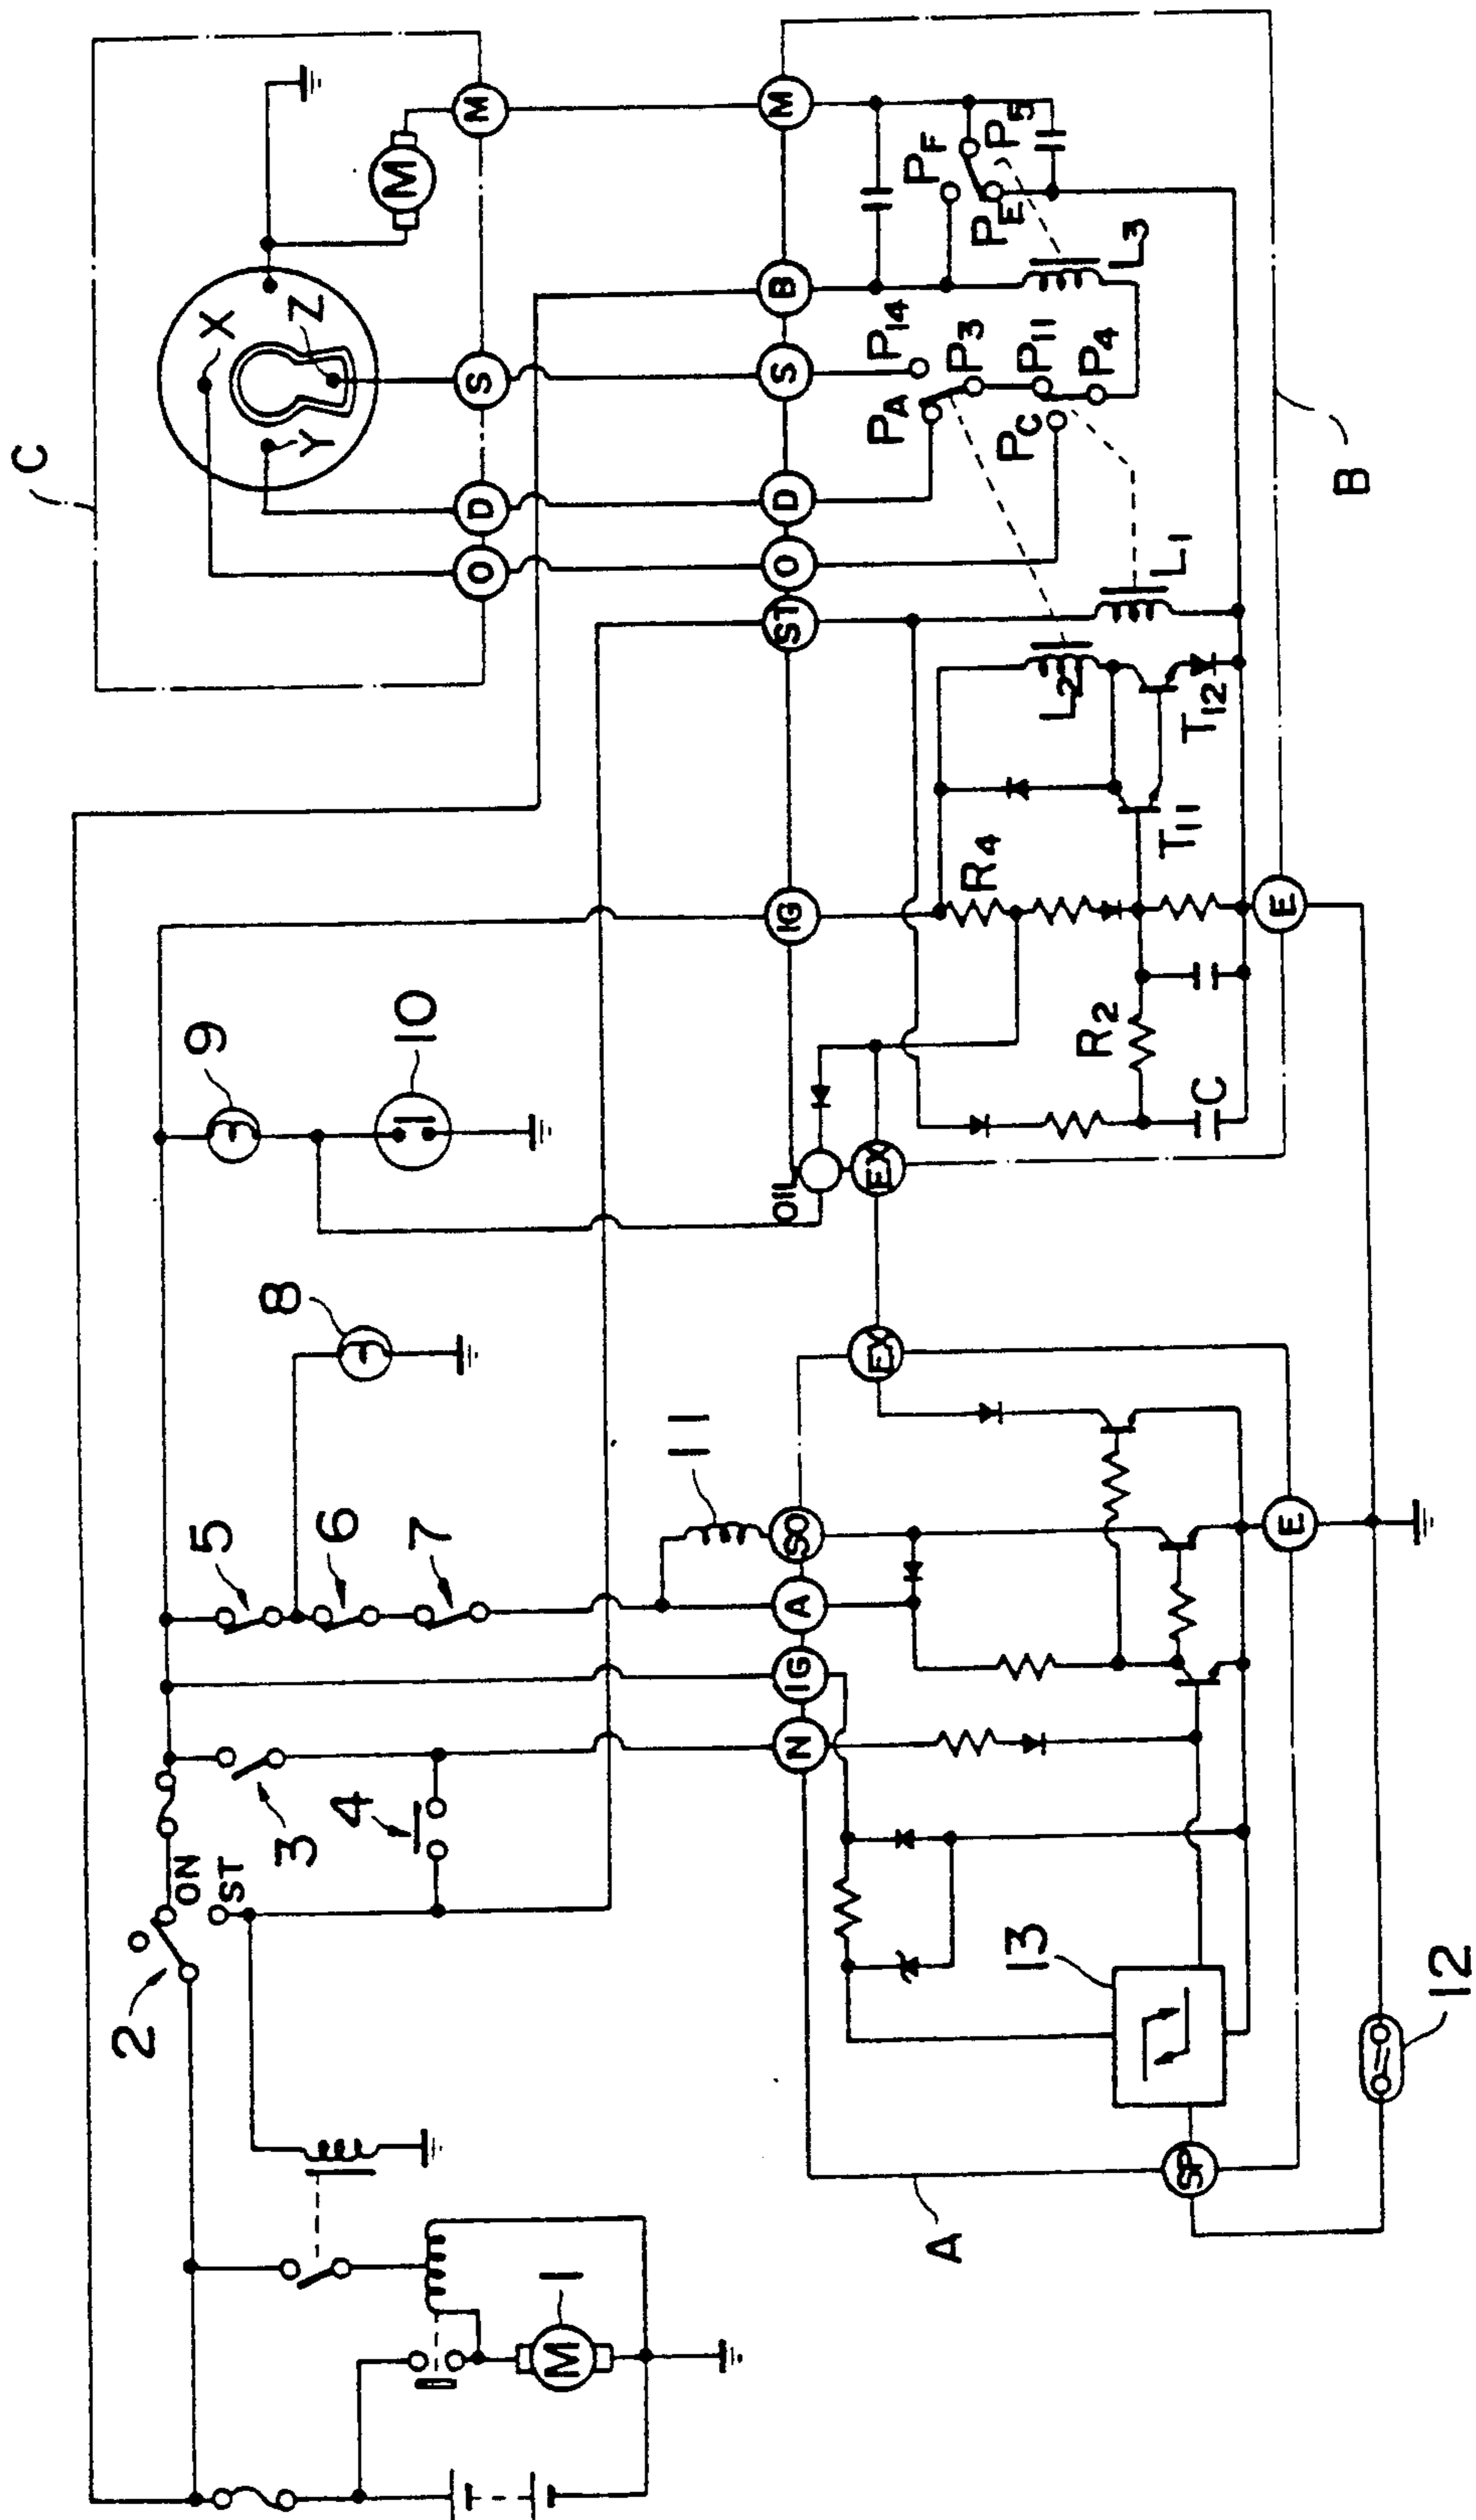 C
X
Y
Z
M
O
D
S
M
ST
O
D
S
B
M
PA
P14
P3
PC
P11
P4
PF
PE
P5
L3
L1
L2
T12
T11
B
IG
R4
R2
C
E
9
10
OIL
EX
8
EX
11
5
6
7
SO
A
IG
N
E
2
ON
ST
3
4
13
SP
12
A
M
1